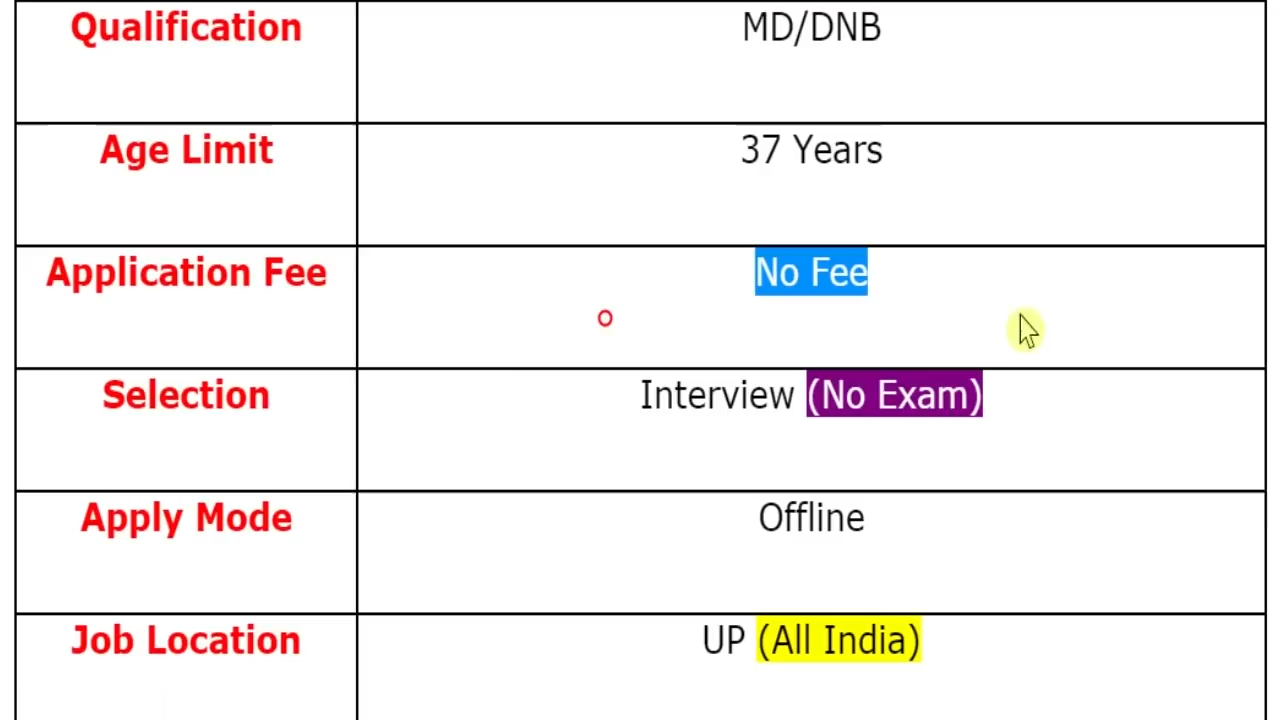 Qualification MD/DNB
Age Limit 37 Years
Application Fee No Fee
Selection Interview (No Exam)
Apply Mode Offline
Job Location UP (All India)